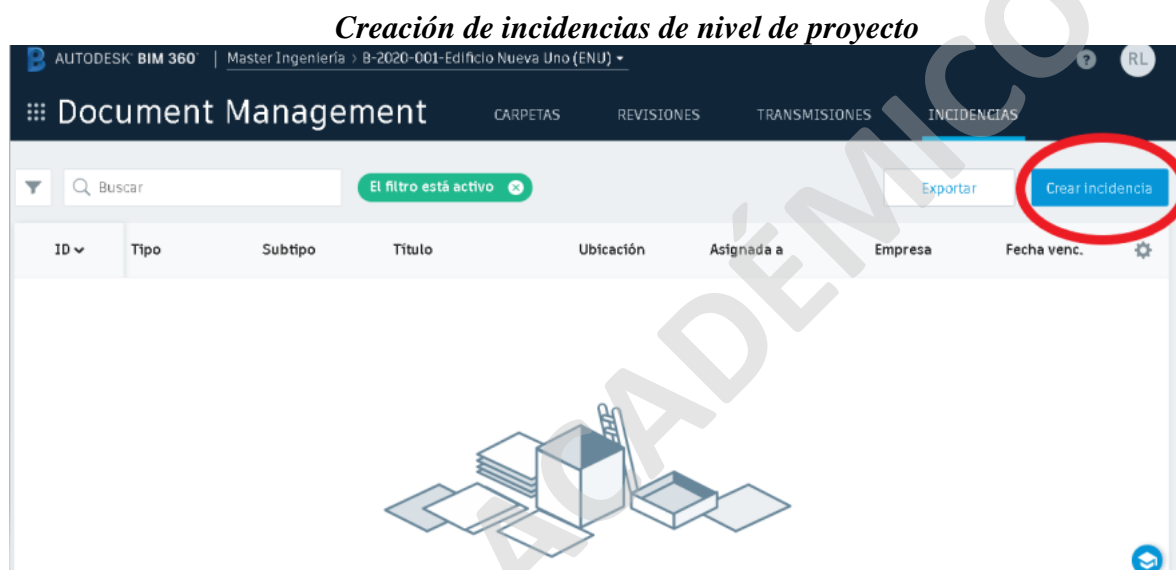 Creación de incidencias de nivel de proyecto
AUTODESK® BIM 360® | Master Ingeniería > B-2020-001-Edificio Nueva Uno (ENU)
? RL
Document Management CARPETAS REVISIONES TRANSMISIONES INCIDENCIAS
Buscar El filtro está activo Exportar Crear incidencia
ID Tipo Subtipo Título Ubicación Asignada a Empresa Fecha venc.
ACADÉMICO